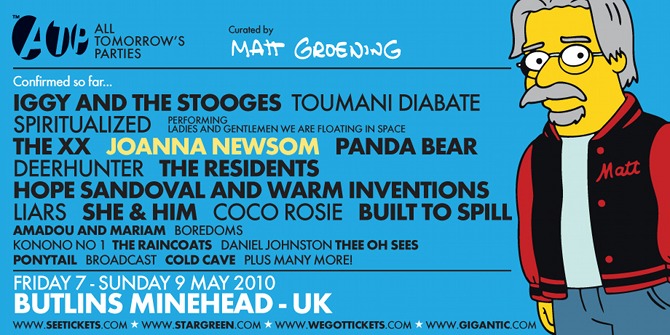 TM
ATP
ALL
TOMORROW'S
PARTIES
Curated by
MATT GROENING
Confirmed so far...
IGGY AND THE STOOGES TOUMANI DIABATE
SPIRITUALIZED PERFORMING
LADIES AND GENTLEMEN WE ARE FLOATING IN SPACE
THE XX JOANNA NEWSOM PANDA BEAR
DEERHUNTER THE RESIDENTS
HOPE SANDOVAL AND WARM INVENTIONS
LIARS SHE & HIM COCO ROSIE BUILT TO SPILL
AMADOU AND MARIAM BOREDOMS
KONONO NO 1 THE RAINCOATS DANIEL JOHNSTON THEE OH SEES
PONYTAIL BROADCAST COLD CAVE PLUS MANY MORE!
Matt
FRIDAY 7 - SUNDAY 9 MAY 2010
BUTLINS MINEHEAD - UK
WWW.SEETICKETS.COM ★ WWW.STARGREEN.COM ★ WWW.WEGOTTICKETS.COM ★ WWW.GIGANTIC.COM